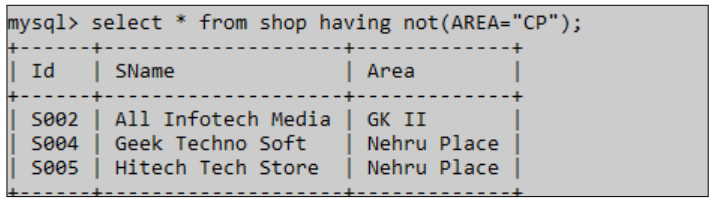 mysql> select * from shop having not(AREA="CP");
+------+--------------------+-------------+
| Id   | SName              | Area        |
+------+--------------------+-------------+
| S002 | All Infotech Media | GK II       |
| S004 | Geek Techno Soft   | Nehru Place |
| S005 | Hitech Tech Store  | Nehru Place |
+------+--------------------+-------------+